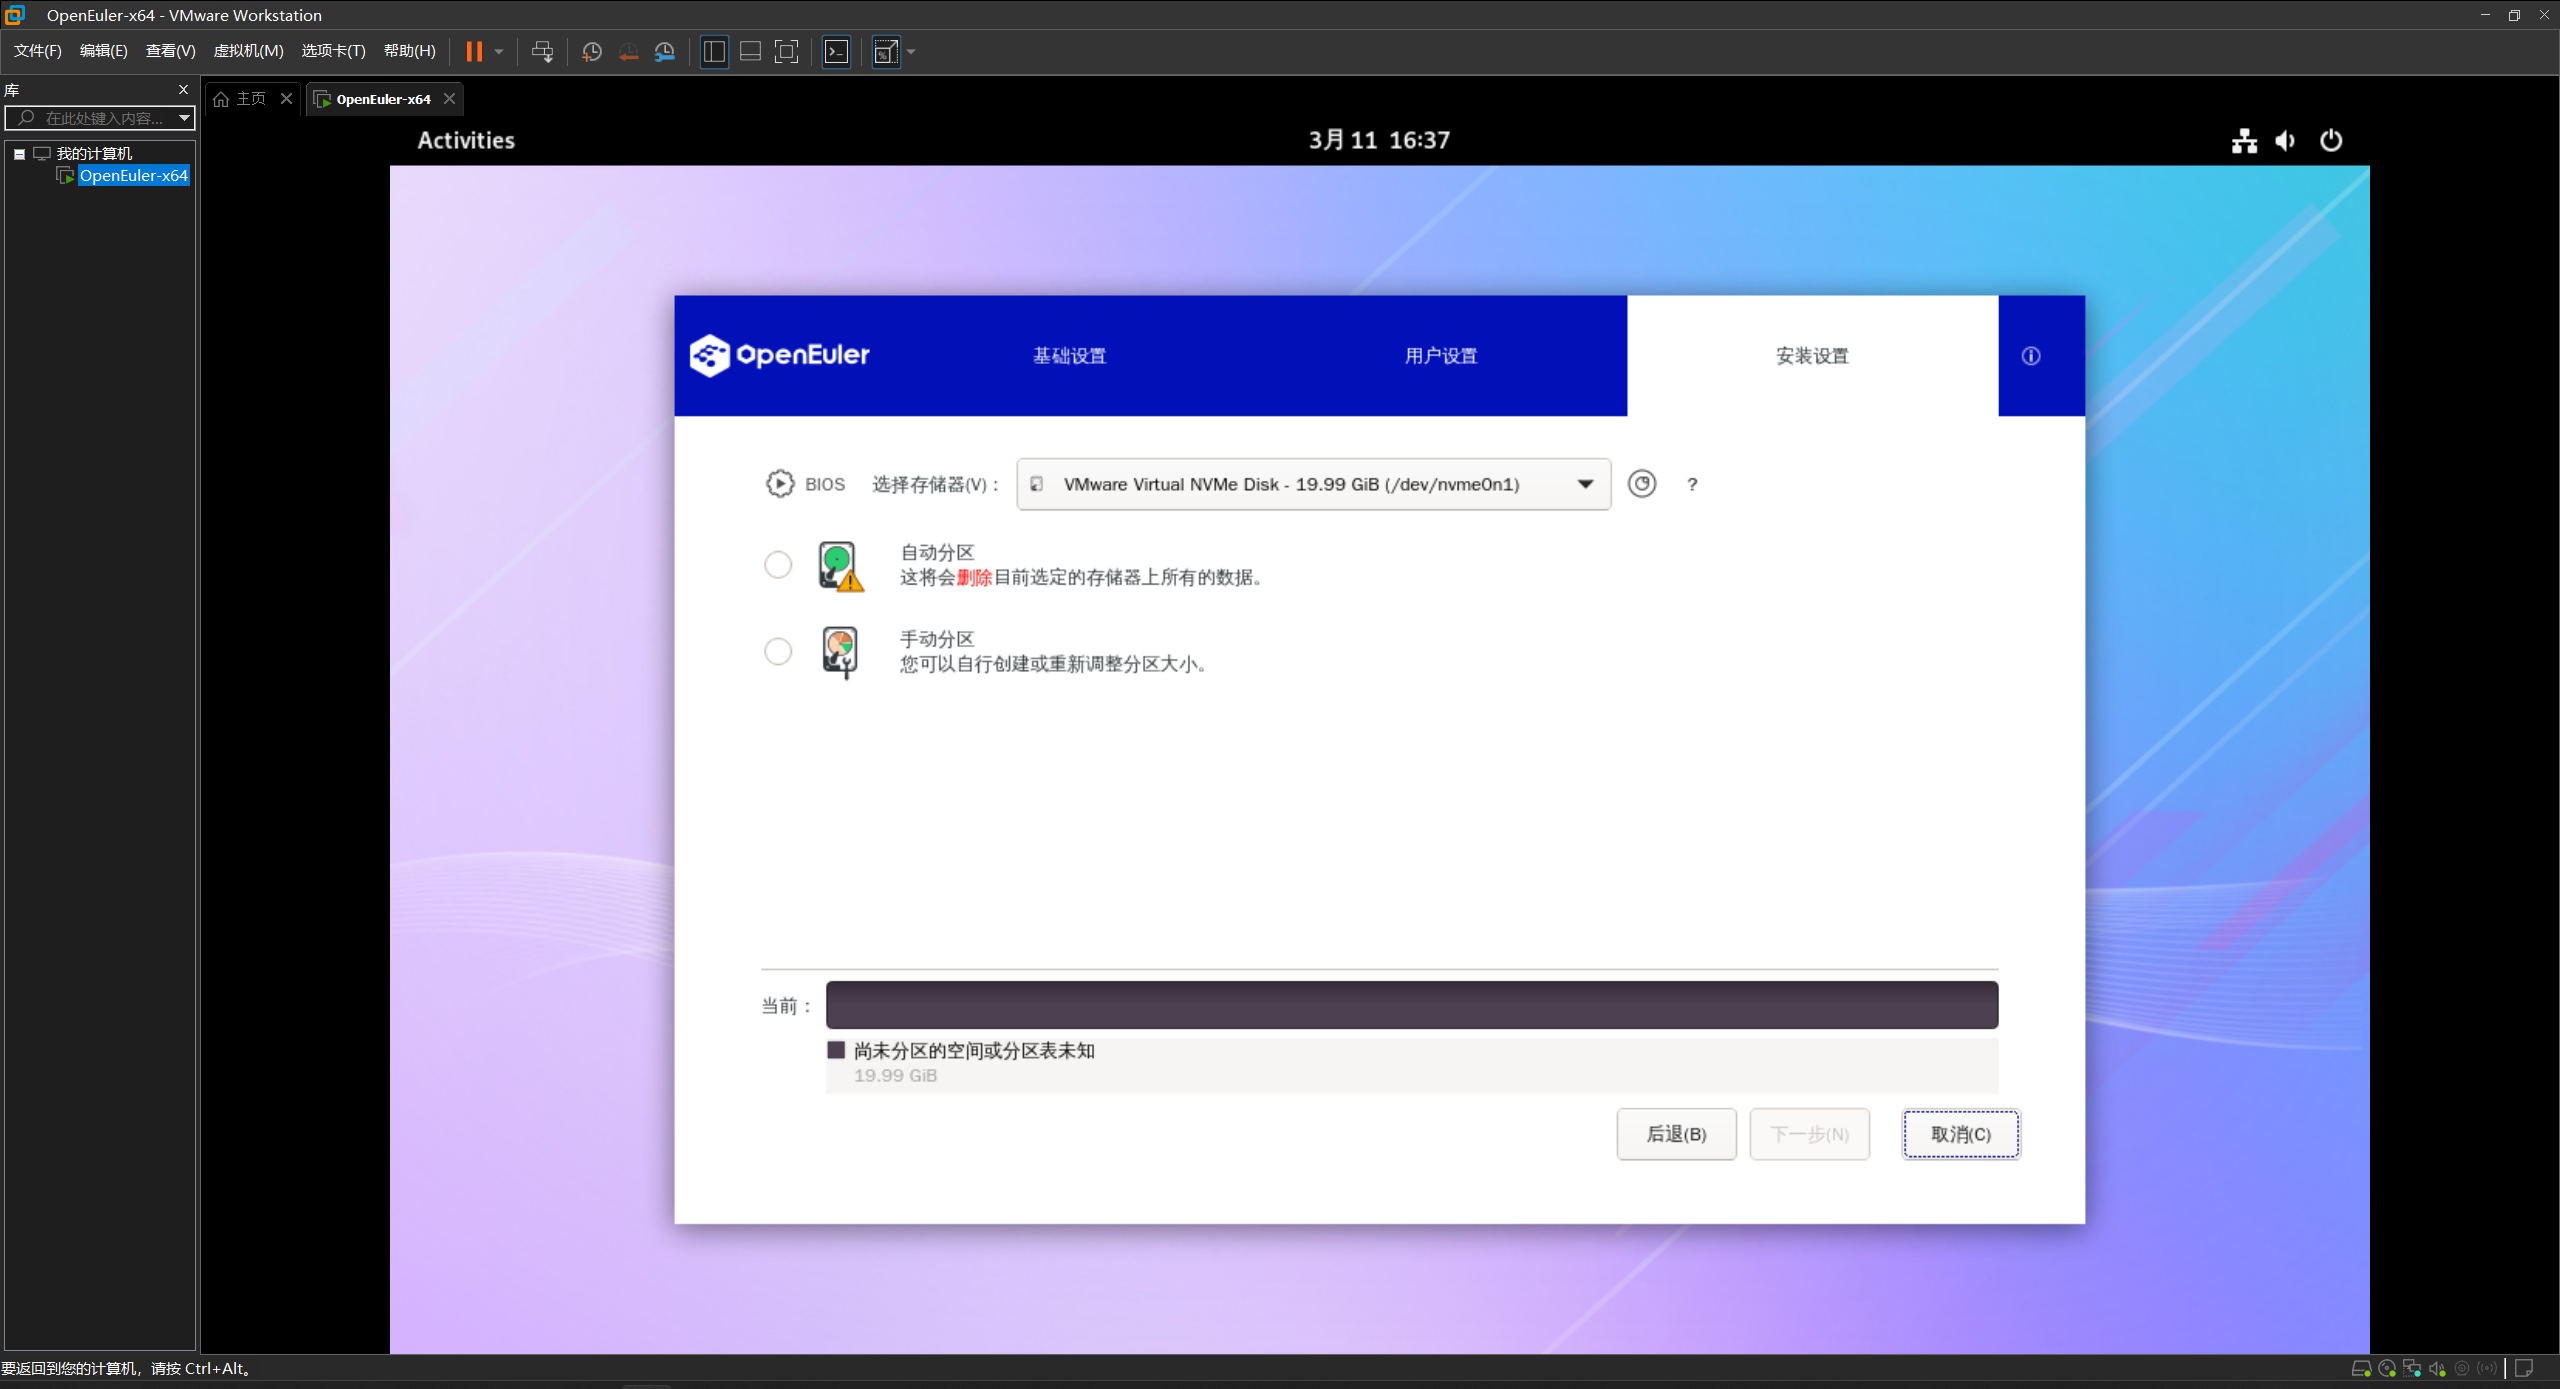 OpenEuler-x64 - VMware Workstation
文件(F) 编辑(E) 查看(V) 虚拟机(M) 选项卡(T) 帮助(H)
库
在此处键入内容...
我的计算机
OpenEuler-x64
主页
OpenEuler-x64
Activities
3月 11 16:37
OpenEuler
基础设置
用户设置
安装设置
BIOS 选择存储器(V)： VMware Virtual NVMe Disk - 19.99 GiB (/dev/nvme0n1) ?
自动分区
这将会删除目前选定的存储器上所有的数据。
手动分区
您可以自行创建或重新调整分区大小。
当前：
尚未分区的空间或分区表未知
19.99 GiB
后退(B) 下一步(N) 取消(C)
要返回到您的计算机，请按 Ctrl+Alt。